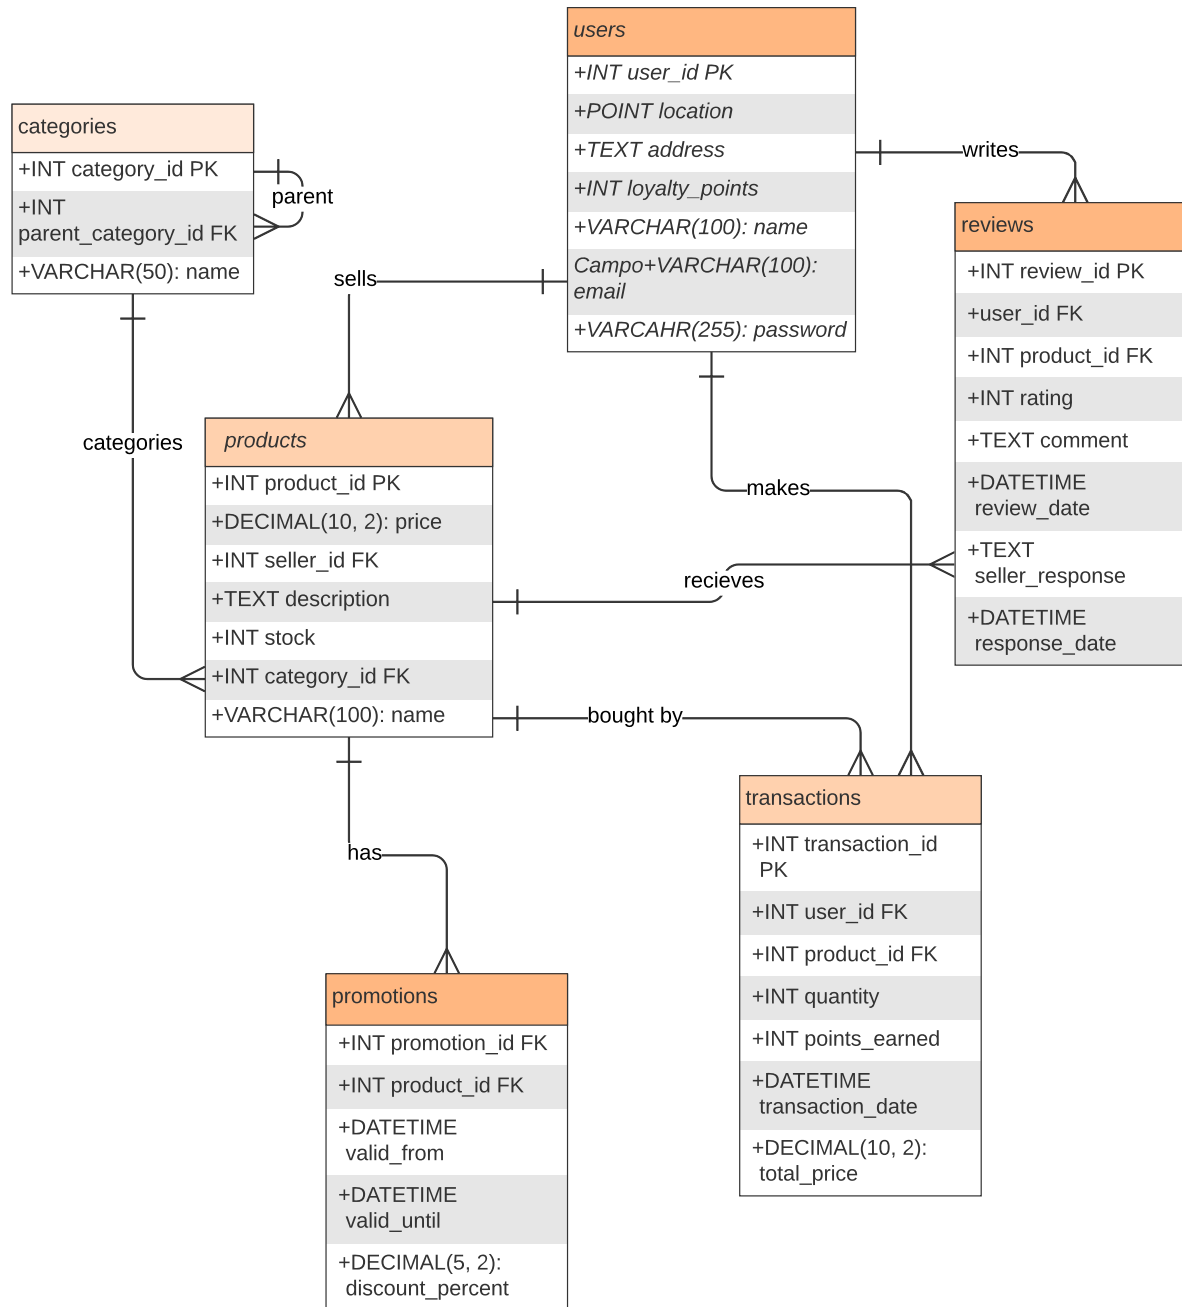 users
+INT user_id PK
+POINT location
+TEXT address
+INT loyalty_points
+VARCHAR(100): name
Campo+VARCHAR(100):
email
+VARCAHR(255): password
categories
+INT category_id PK
+INT
parent_category_id FK
+VARCHAR(50): name
parent
writes
sells
reviews
+INT review_id PK
+user_id FK
+INT product_id FK
+INT rating
+TEXT comment
+DATETIME
review_date
+TEXT
seller_response
+DATETIME
response_date
categories
products
+INT product_id PK
+DECIMAL(10, 2): price
+INT seller_id FK
+TEXT description
+INT stock
+INT category_id FK
+VARCHAR(100): name
makes
recieves
bought by
has
transactions
+INT transaction_id
PK
+INT user_id FK
+INT product_id FK
+INT quantity
+INT points_earned
+DATETIME
transaction_date
+DECIMAL(10, 2):
total_price
promotions
+INT promotion_id FK
+INT product_id FK
+DATETIME
valid_from
+DATETIME
valid_until
+DECIMAL(5, 2):
discount_percent